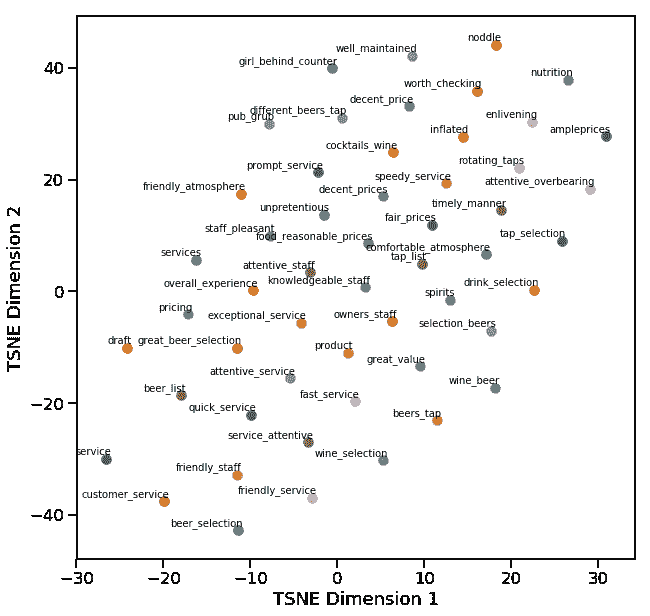 noddle
well_maintained
girl_behind_counter
40
nutrition
worth_checking
decent_price
different_beers_tap
enlivening
pub_grub
inflated
ampleprices
cocktails_wine
prompt_service
rotating_taps
20
speedy_service
friendly_atmosphere
decent_prices
attentive_overbearing
unpretentious
timely_manner
fair_prices
staff_pleasant
food_reasonable_prices
tap_selection
comfortable_atmosphere
services
tap_list
attentive_staff
overall_experience
knowledgeable_staff
drink_selection
0
spirits
pricing
exceptional_service
owners_staff
selection_beers
draft
great_beer_selection
product
great_value
attentive_service
wine_beer
beer_list
fast_service
−20
quick_service
beers_tap
service_attentive
service
wine_selection
friendly_staff
customer_service
friendly_service
−40
beer_selection
−30
−20
−10
0
10
20
30
TSNE Dimension 1
TSNE Dimension 2